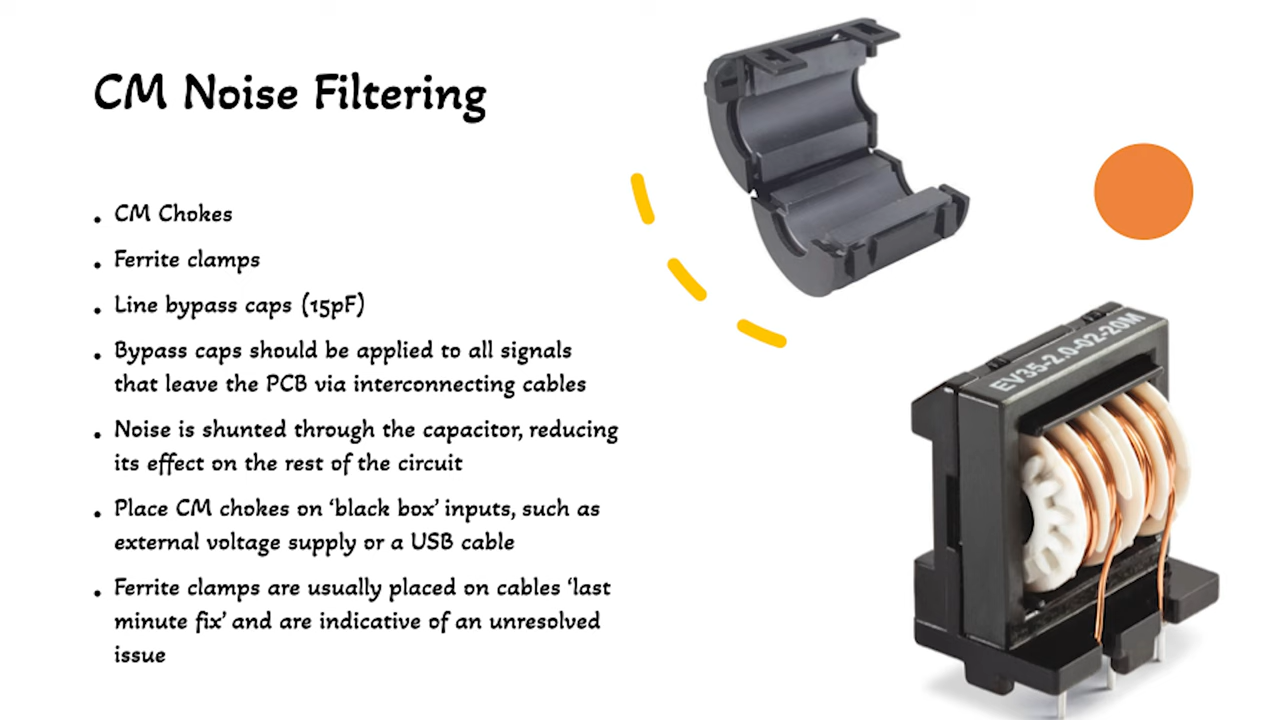 CM Noise Filtering
• CM Chokes
• Ferrite clamps
• Line bypass caps (15pF)
• Bypass caps should be applied to all signals
that leave the PCB via interconnecting cables
• Noise is shunted through the capacitor, reducing
its effect on the rest of the circuit
• Place CM chokes on ‘black box’ inputs, such as
external voltage supply or a USB cable
• Ferrite clamps are usually placed on cables ‘last
minute fix’ and are indicative of an unresolved
issue
EV35-2.0-02-20M